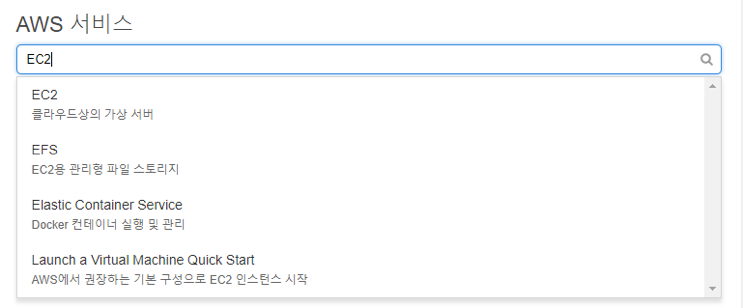 AWS 서비스
EC2
EC2
클라우드상의 가상 서버
EFS
EC2용 관리형 파일 스토리지
Elastic Container Service
Docker 컨테이너 실행 및 관리
Launch a Virtual Machine Quick Start
AWS에서 권장하는 기본 구성으로 EC2 인스턴스 시작